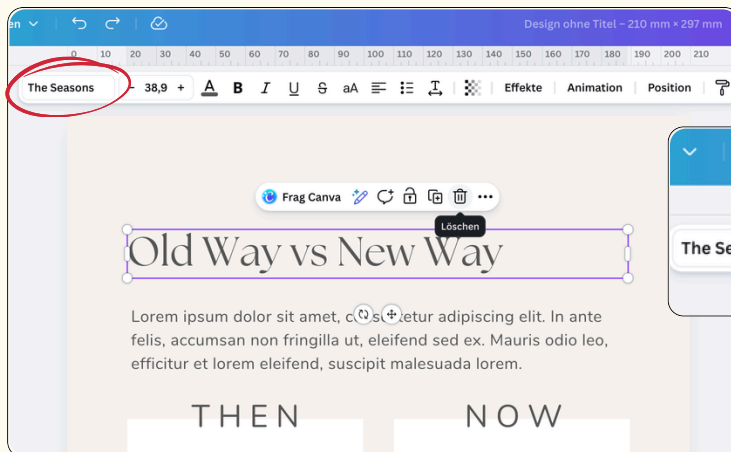 en
Design ohne Titel – 210 mm × 297 mm
0 10 20 30 40 50 60 70 80 90 100 110 120 130 140 150 160 170 180 190 200 210
The Seasons – 38,9 + A B I U S aA Effekte Animation Position
Frag Canva
Löschen
The Se
Old Way vs New Way
Lorem ipsum dolor sit amet, tetur adipiscing elit. In ante
felis, accumsan non fringilla ut, eleifend sed ex. Mauris odio leo,
efficitur et lorem eleifend, suscipit malesuada lorem.
THEN NOW